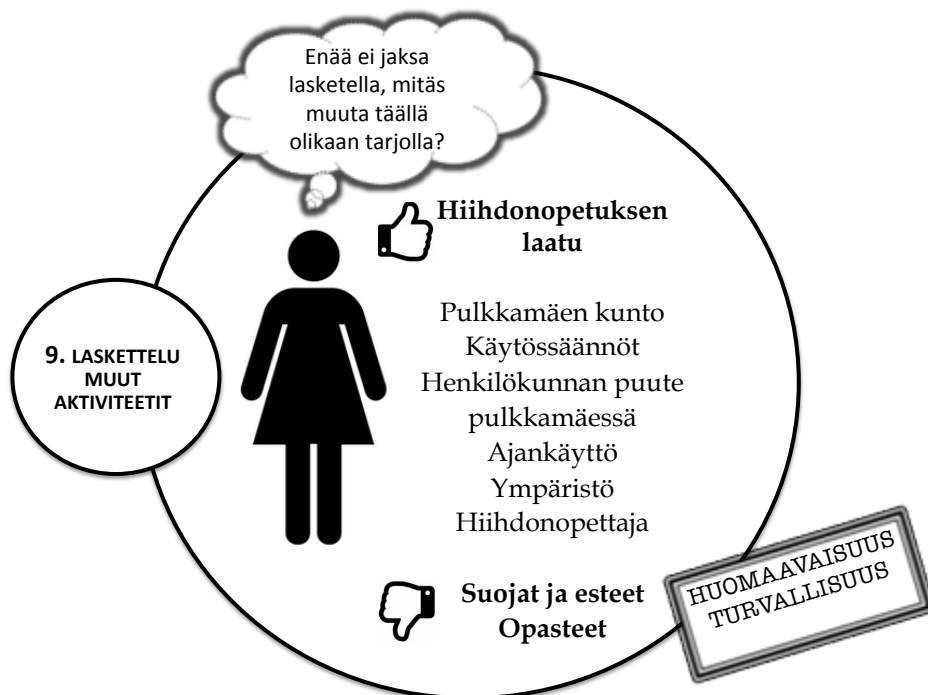 Enää ei jaksa
lasketella, mitäs
muuta täällä
olikaan tarjolla?
Hiihdonopetuksen
laatu
9. LASKETTELU
MUUT
AKTIVITEETIT
Pulkkamäen kunto
Käytössäännöt
Henkilökunnan puute
pulkkamäessä
Ajankäyttö
Ympäristö
Hiihdonopettaja
Suojat ja esteet
Opasteet
HUOMAAVAISUUS
TURVALLISUUS